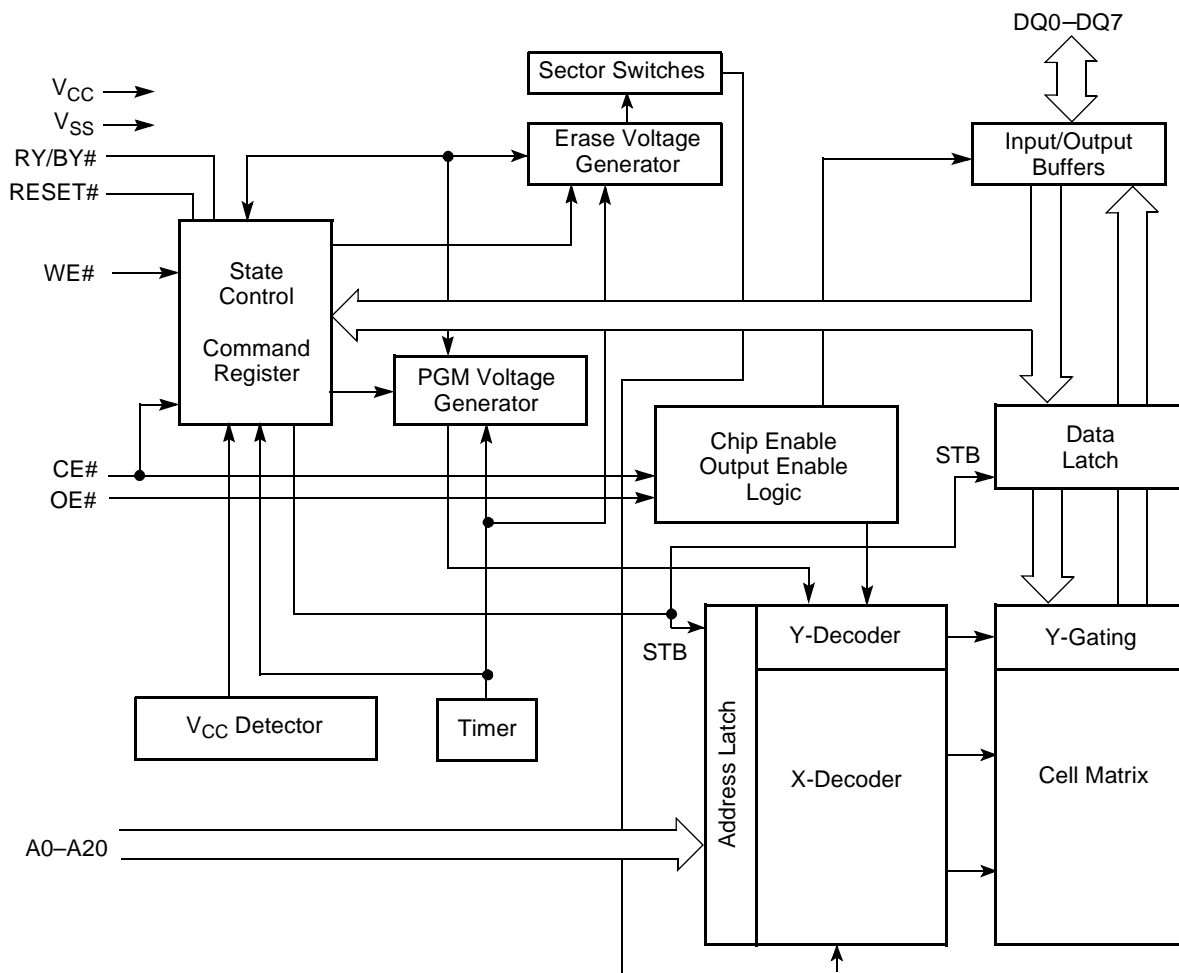 DQ0–DQ7
Sector Switches
VCC
VSS
RY/BY#
RESET#
Erase Voltage
Generator
Input/Output
Buffers
WE#
State
Control
Command
Register
PGM Voltage
Generator
Chip Enable
Output Enable
Logic
STB
Data
Latch
CE#
OE#
STB
Y-Decoder
Y-Gating
VCC Detector
Timer
Address Latch
X-Decoder
Cell Matrix
A0–A20